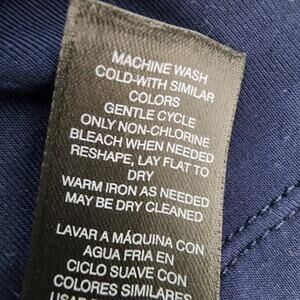 MACHINE WASH
COLD-WITH SIMILAR
COLORS
GENTLE CYCLE
ONLY NON-CHLORINE
BLEACH WHEN NEEDED
RESHAPE, LAY FLAT TO
DRY
WARM IRON AS NEEDED
MAY BE DRY CLEANED
LAVAR A MÁQUINA CON
AGUA FRIA EN
CICLO SUAVE CON
COLORES SIMILARES